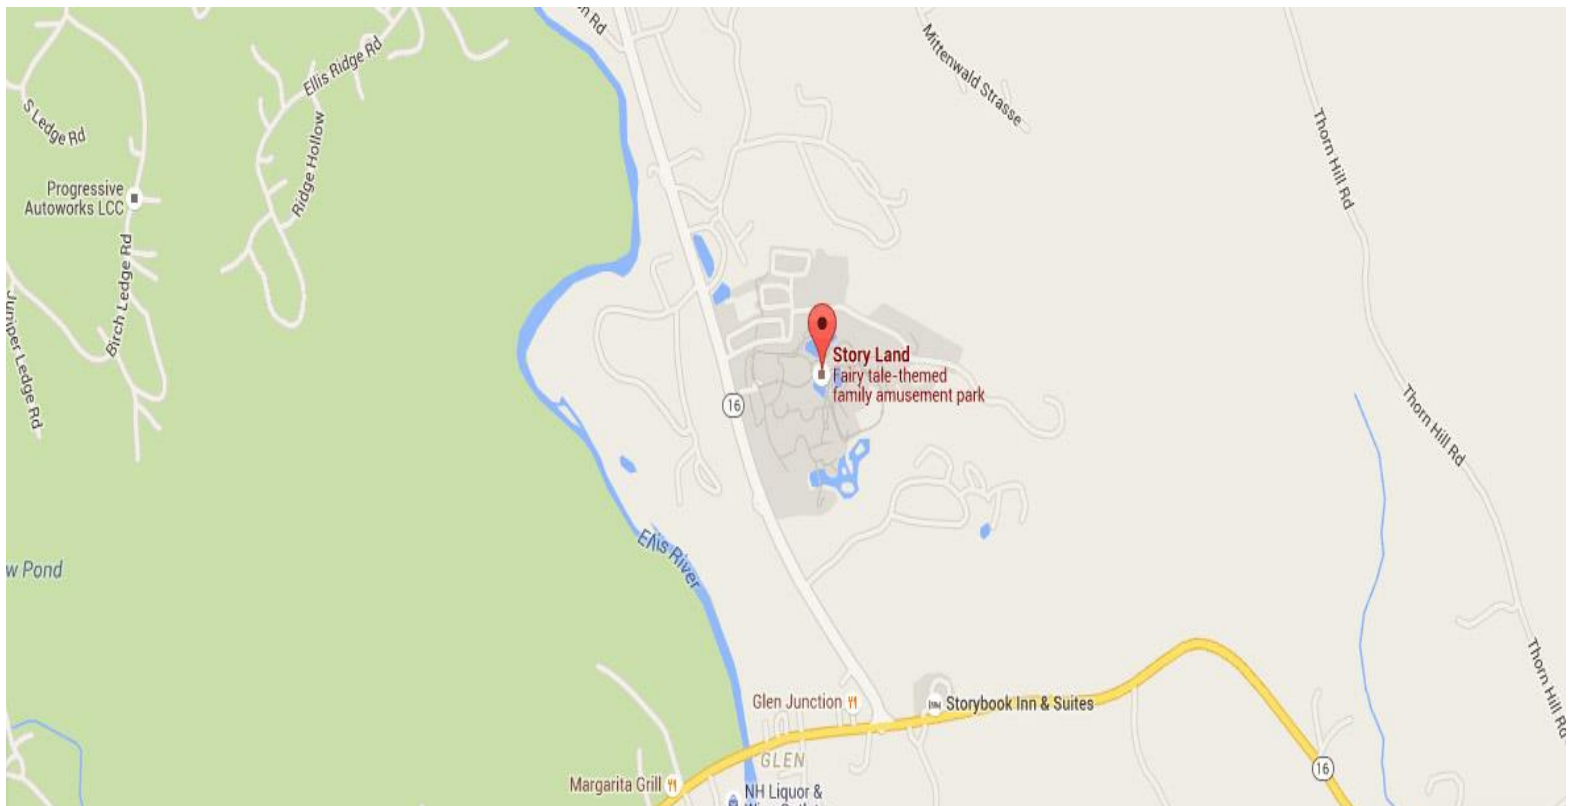 n Rd
Mittenwald Strasse
Ellis Ridge Rd
S Ledge Rd
Ridge Hollow
Thorn Hill Rd
Progressive
Autoworks LCC
Birch Ledge Rd
Juniper Ledge Rd
Story Land
Fairy tale-themed
family amusement park
16
Thorn Hill Rd
Ellis River
w Pond
Thorn Hill Rd
Glen Junction
Storybook Inn & Suites
GLEN
16
Margarita Grill
NH Liquor &